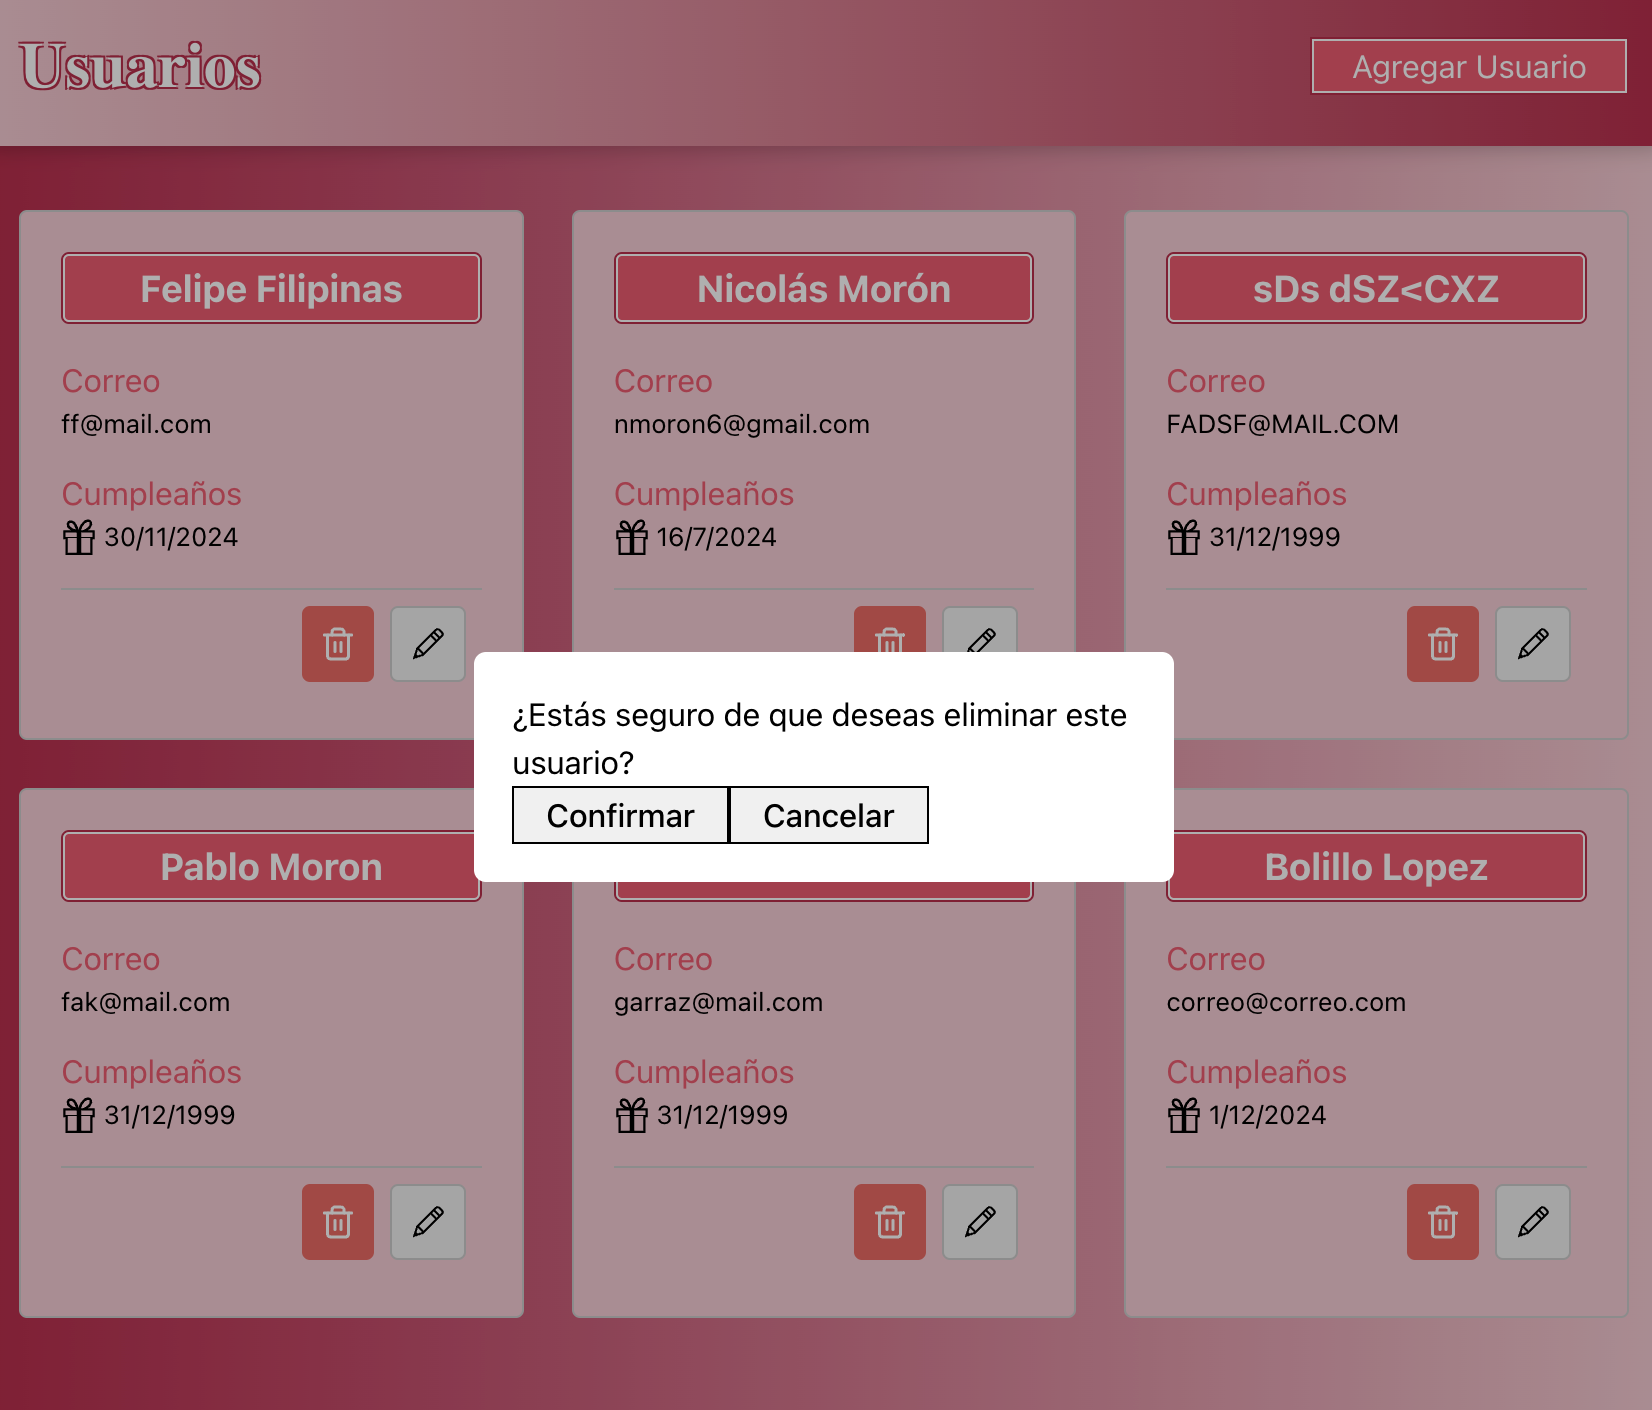 Usuarios
Agregar Usuario
Felipe Filipinas
Correo
ff@mail.com
Cumpleaños
30/11/2024
Nicolás Morón
Correo
nmoron6@gmail.com
Cumpleaños
16/7/2024
sDs dSZ<CXZ
Correo
FADSF@MAIL.COM
Cumpleaños
31/12/1999
¿Estás seguro de que deseas eliminar este
usuario?
Confirmar
Cancelar
Pablo Moron
Correo
fak@mail.com
Cumpleaños
31/12/1999
Correo
garraz@mail.com
Cumpleaños
31/12/1999
Bolillo Lopez
Correo
correo@correo.com
Cumpleaños
1/12/2024